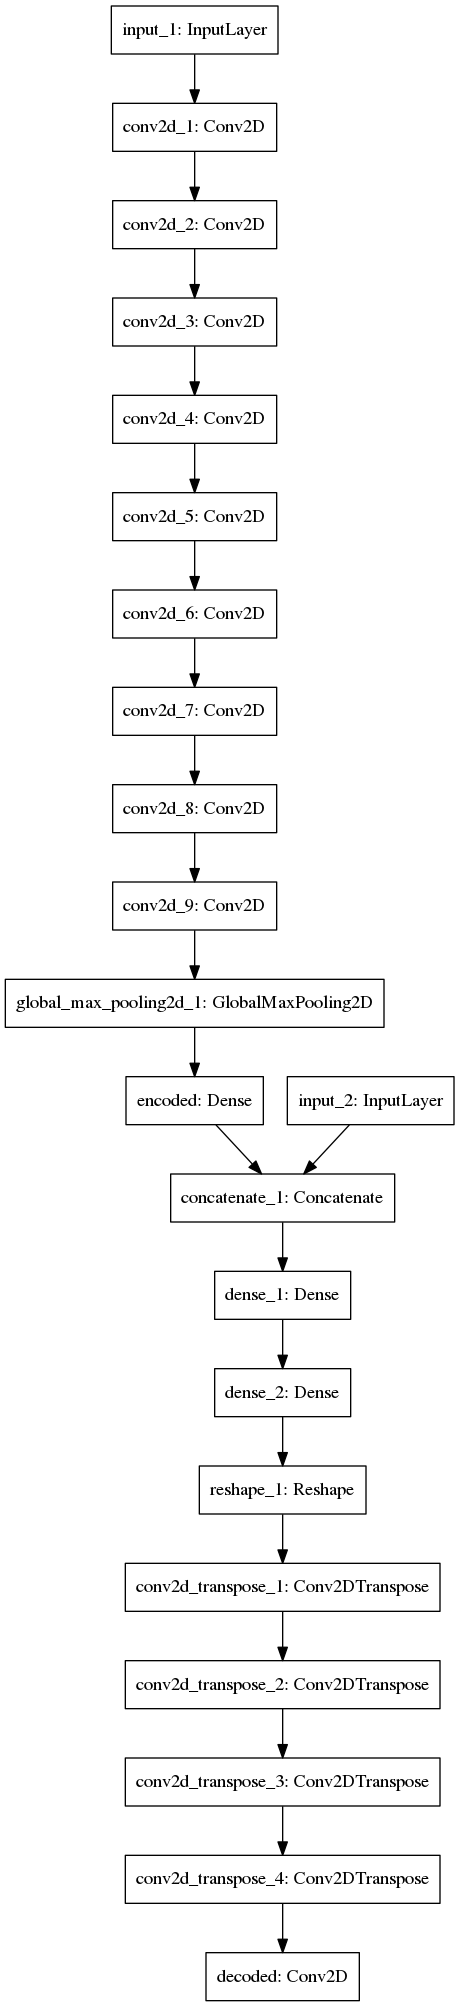 input_1: InputLayer
conv2d_1: Conv2D
conv2d_2: Conv2D
conv2d_3: Conv2D
conv2d_4: Conv2D
conv2d_5: Conv2D
conv2d_6: Conv2D
conv2d_7: Conv2D
conv2d_8: Conv2D
conv2d_9: Conv2D
global_max_pooling2d_1: GlobalMaxPooling2D
encoded: Dense
input_2: InputLayer
concatenate_1: Concatenate
dense_1: Dense
dense_2: Dense
reshape_1: Reshape
conv2d_transpose_1: Conv2DTranspose
conv2d_transpose_2: Conv2DTranspose
conv2d_transpose_3: Conv2DTranspose
conv2d_transpose_4: Conv2DTranspose
decoded: Conv2D